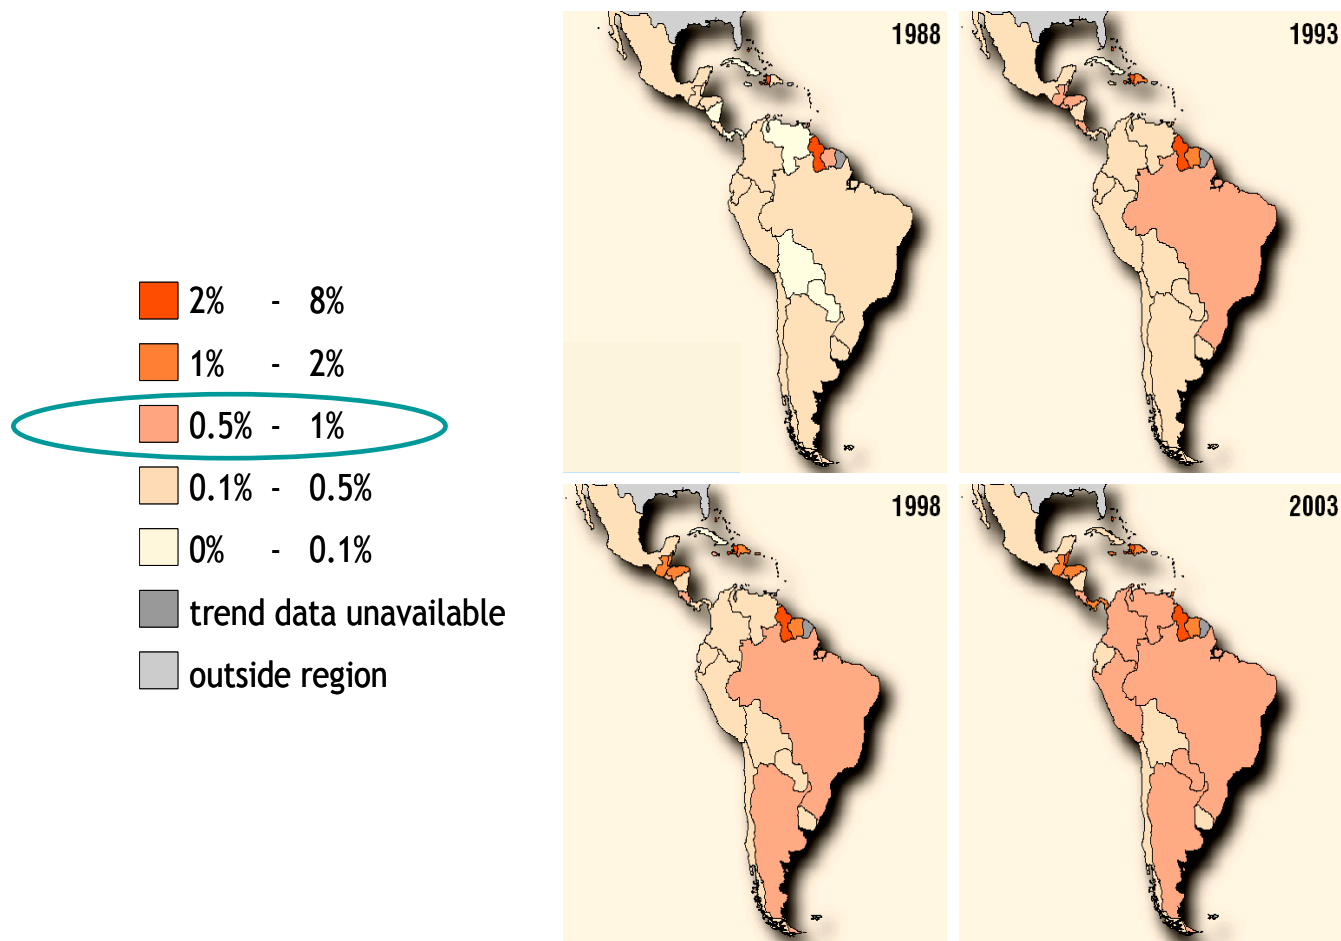 2% - 8%
1% - 2%
0.5% - 1%
0.1% - 0.5%
0% - 0.1%
trend data unavailable
outside region
1988
1993
1998
2003